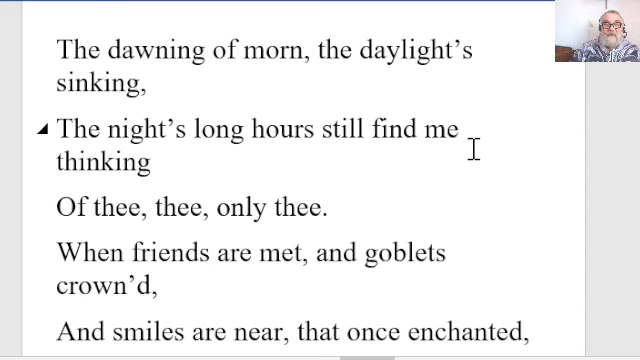 The dawning of morn, the daylight’s
sinking,
The night’s long hours still find me
thinking
Of thee, thee, only thee.
When friends are met, and goblets
crown’d,
And smiles are near, that once enchanted,